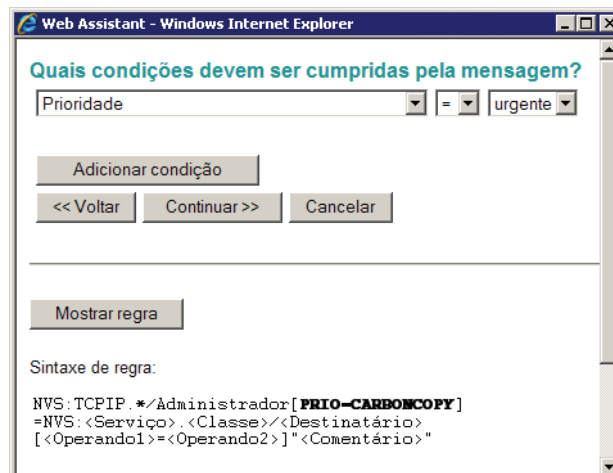 Web Assistant - Windows Internet Explorer
Quais condições devem ser cumpridas pela mensagem?
Prioridade = urgente
Adicionar condição
<< Voltar Continuar >> Cancelar
Mostrar regra
Sintaxe de regra:
NVS:TCPIP.*/Administrador[PRIO-CARBONCOPY]
=NVS:<Serviço>.<Classe>/<Destinatário>
[<Operando1>=<Operando2>]"<Comentário>"